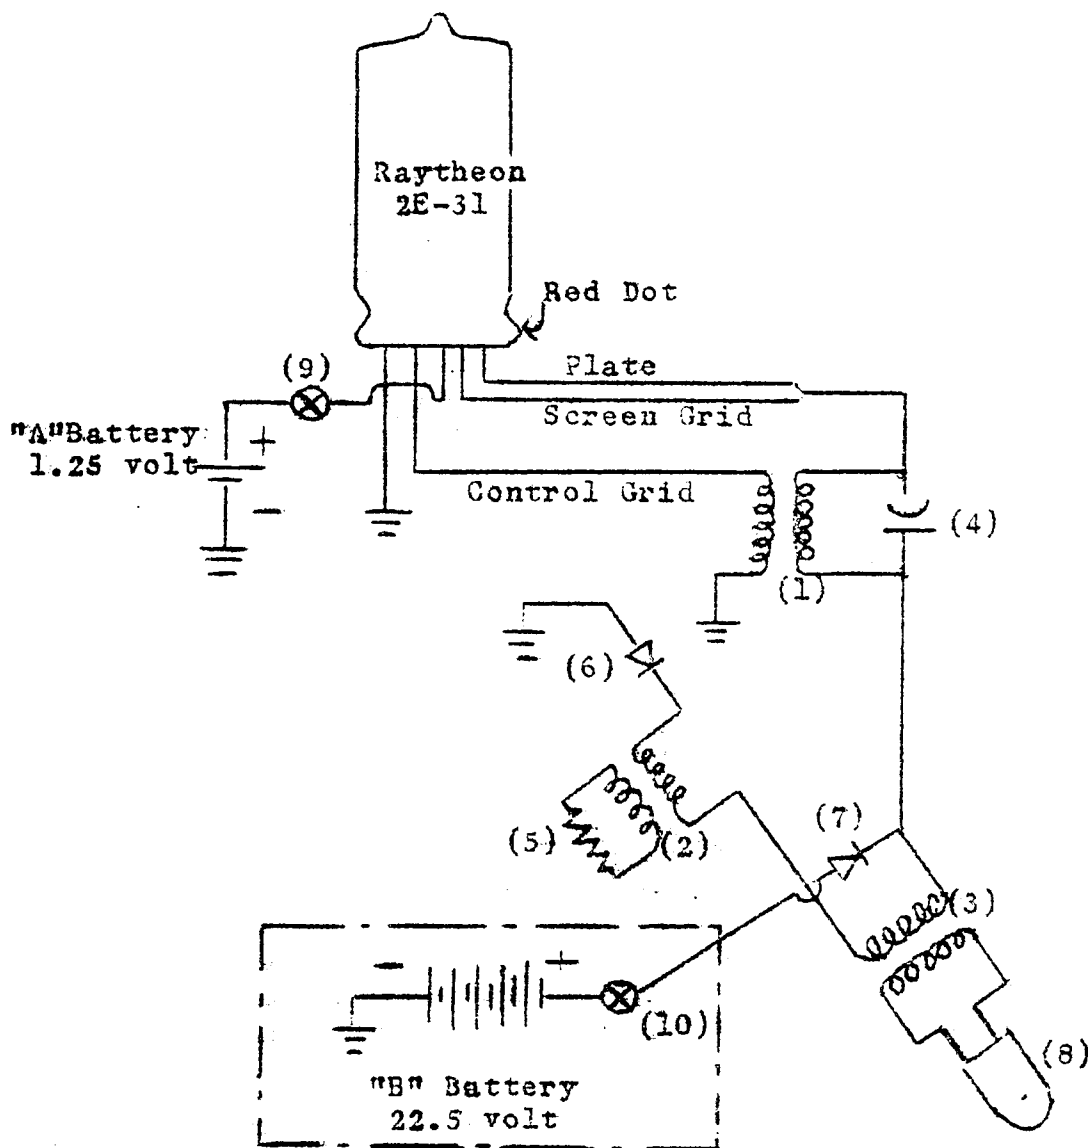 Raytheon
2E-31
Red Dot
(9)
Plate
Screen Grid
"A"Battery
1.25 volt
+
-
Control Grid
(4)
(1)
(6)
(7)
(5)
(2)
(3)
- +
(10)
(8)
"B" Battery
22.5 volt